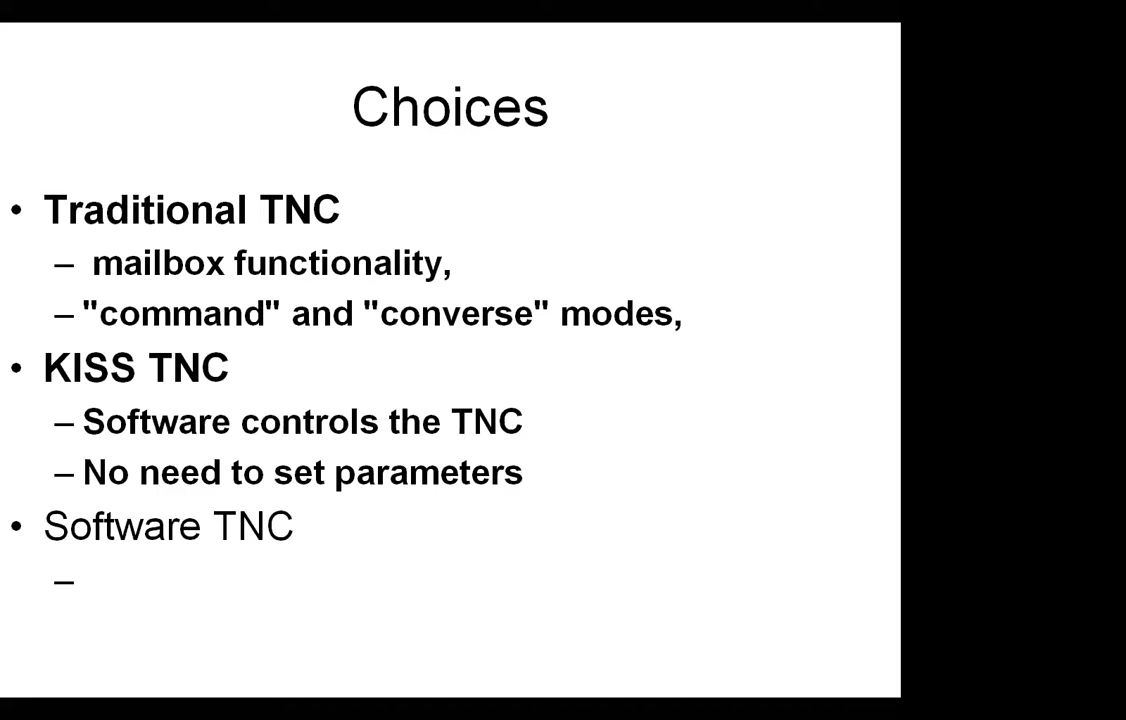 Choices
• Traditional TNC
– mailbox functionality,
– "command" and "converse" modes,
• KISS TNC
– Software controls the TNC
– No need to set parameters
• Software TNC
–